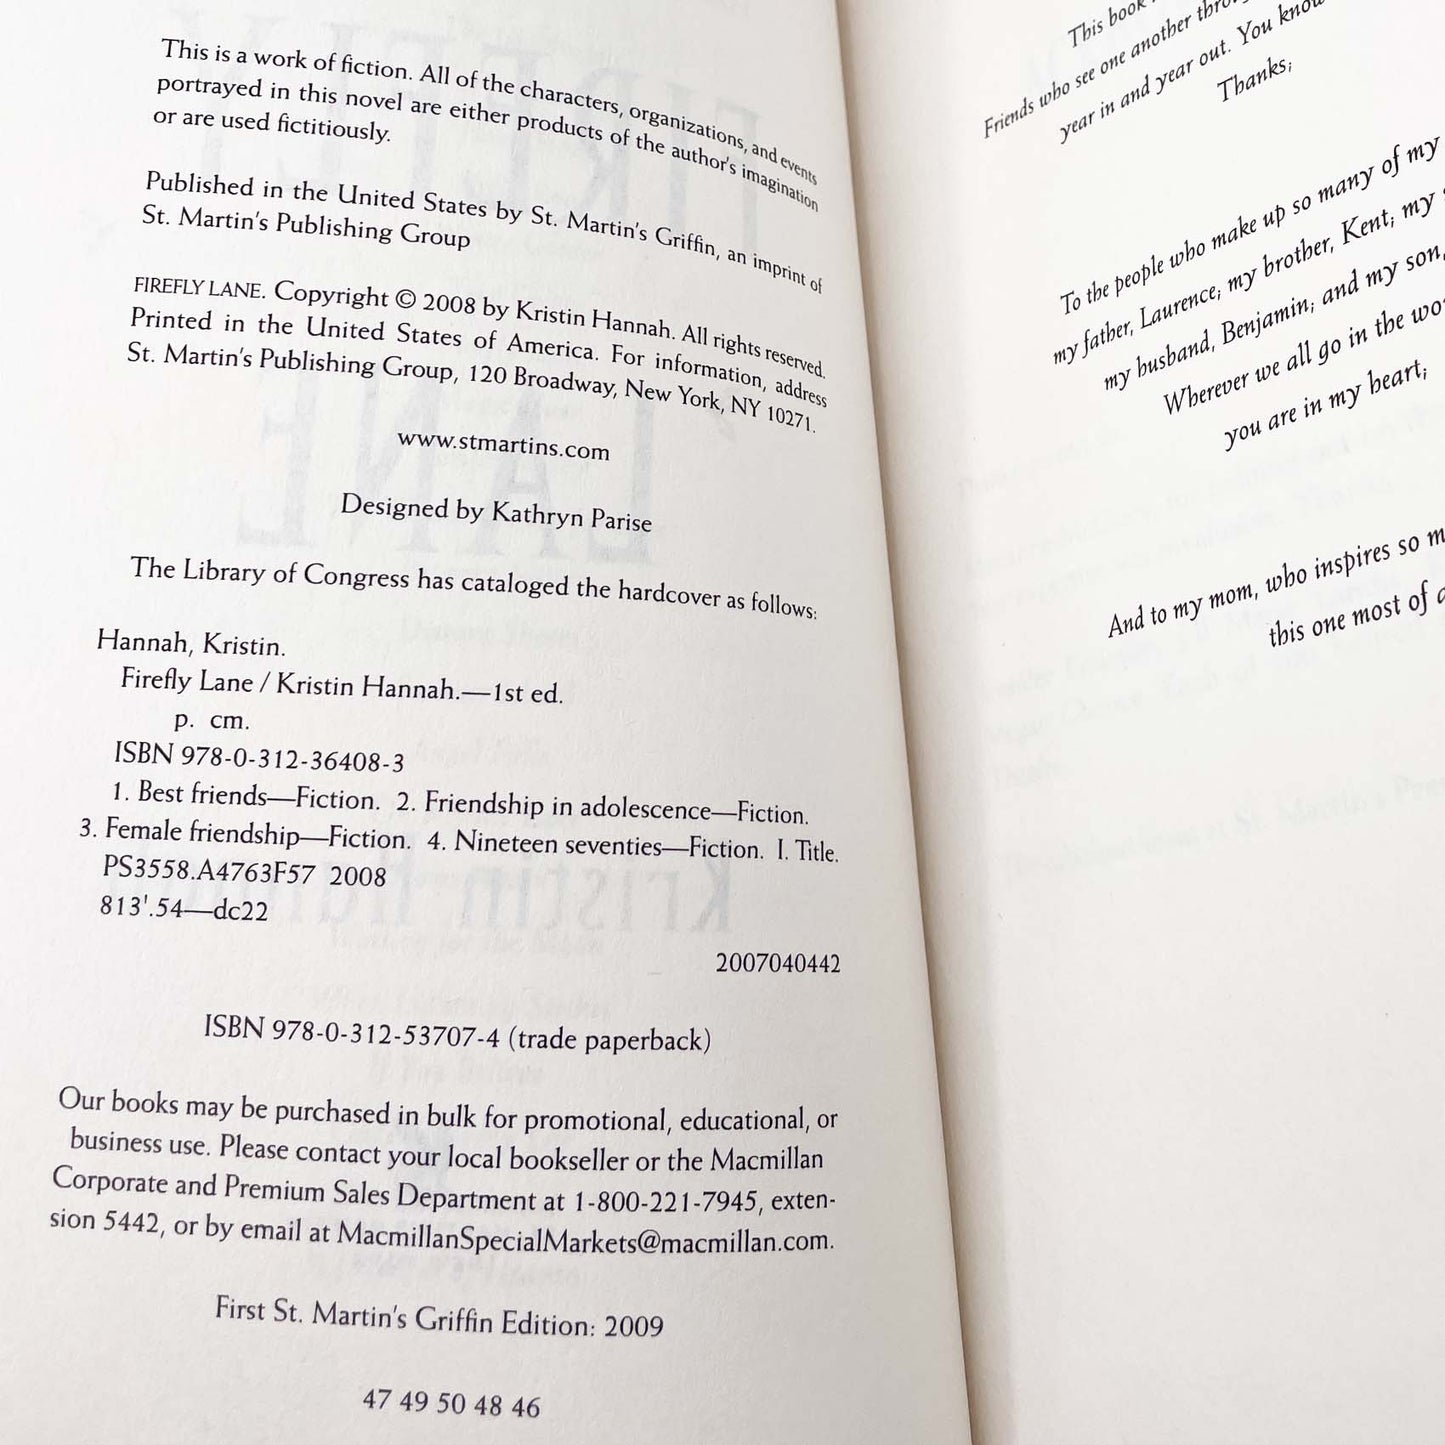 This is a work of fiction. All of the characters, organizations, and events
portrayed in this novel are either products of the author's imagination
or are used fictitiously.
Published in the United States by St. Martin's Griffin, an imprint of
St. Martin's Publishing Group
FIREFLY LANE. Copyright © 2008 by Kristin Hannah. All rights reserved.
Printed in the United States of America. For information, address
St. Martin's Publishing Group, 120 Broadway, New York, NY 10271.
www.stmartins.com
Designed by Kathryn Parise
The Library of Congress has cataloged the hardcover as follows:
Hannah, Kristin.
Firefly Lane / Kristin Hannah.—1st ed.
p. cm.
ISBN 978-0-312-36408-3
1. Best friends—Fiction. 2. Friendship in adolescence—Fiction.
3. Female friendship—Fiction. 4. Nineteen seventies—Fiction. I. Title.
PS3558.A4763F57 2008
813'.54—dc22
2007040442
ISBN 978-0-312-53707-4 (trade paperback)
Our books may be purchased in bulk for promotional, educational, or
business use. Please contact your local bookseller or the Macmillan
Corporate and Premium Sales Department at 1-800-221-7945, exten-
sion 5442, or by email at MacmillanSpecialMarkets@macmillan.com.
First St. Martin's Griffin Edition: 2009
47 49 50 48 46
This book
Friends who see one another
year in and year out. You know
Thanks;
To the people who make up so many of my
my father, Laurence; my brother, Kent; my
my husband, Benjamin; and my son,
Wherever we all go in the
you are in my heart;
And to my mom, who inspires so
this one most of